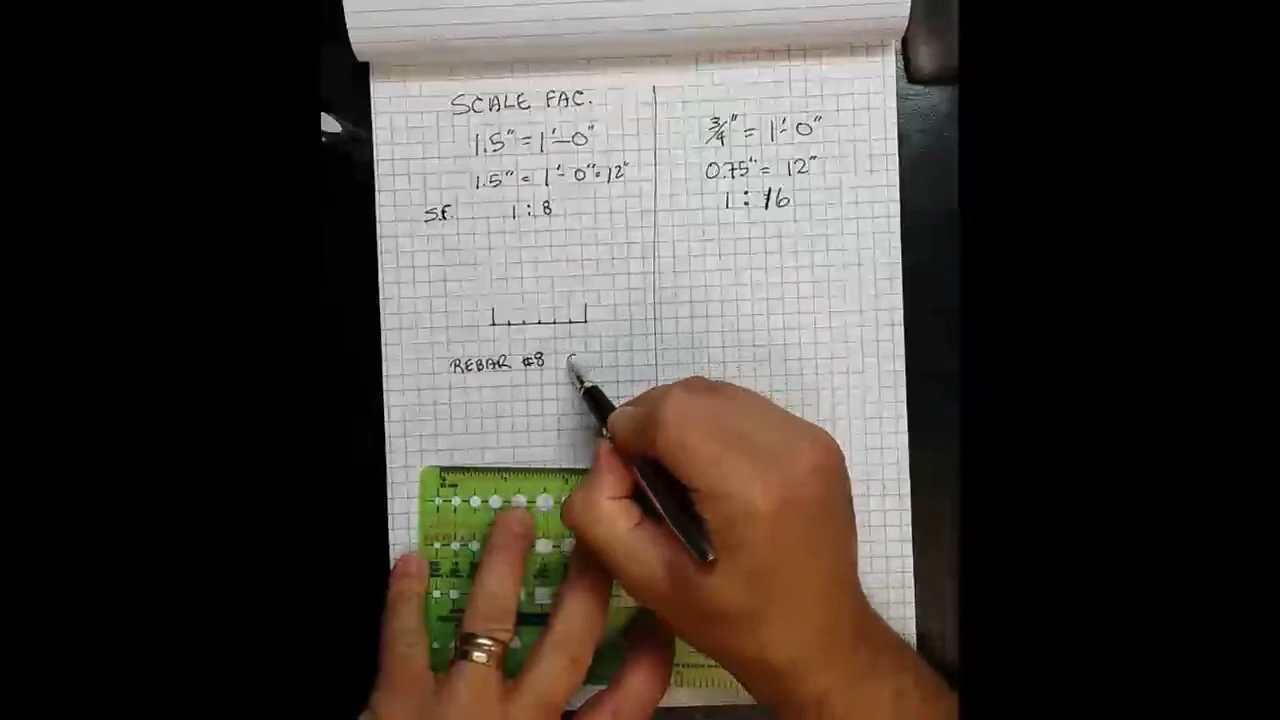 SCALE FAC.
1.5" = 1'-0"
1.5" = 1'-0" = 12"
S.F. 1 : 8
REBAR #8
3/4" = 1'-0"
0.75" = 12"
1 : 16